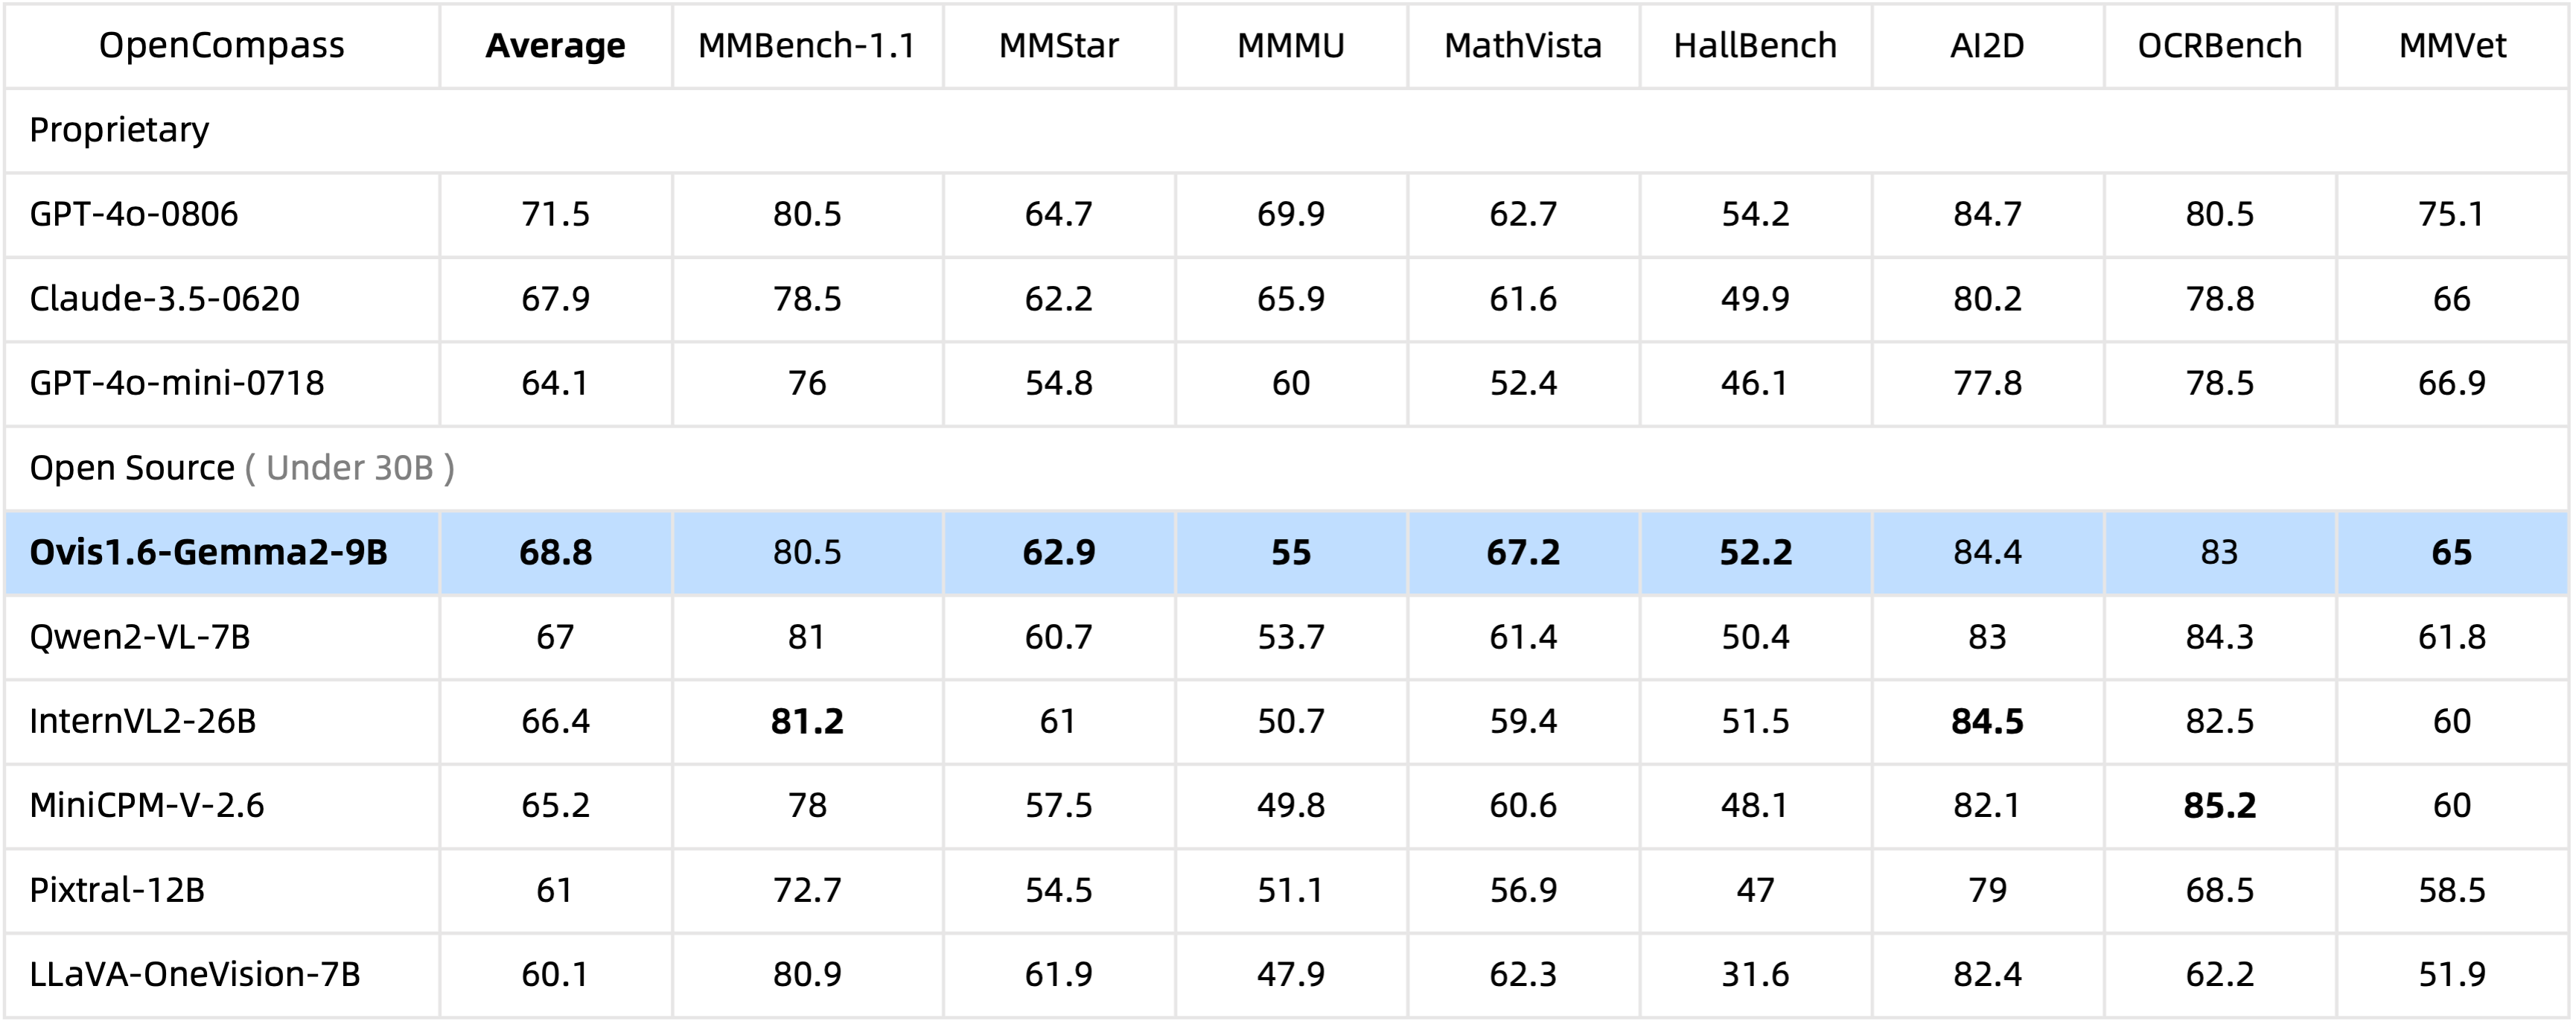 OpenCompass Average MMBench-1.1 MMStar MMMU MathVista HallBench AI2D OCRBench MMVet
Proprietary
GPT-4o-0806 71.5 80.5 64.7 69.9 62.7 54.2 84.7 80.5 75.1
Claude-3.5-0620 67.9 78.5 62.2 65.9 61.6 49.9 80.2 78.8 66
GPT-4o-mini-0718 64.1 76 54.8 60 52.4 46.1 77.8 78.5 66.9
Open Source ( Under 30B )
Ovis1.6-Gemma2-9B 68.8 80.5 62.9 55 67.2 52.2 84.4 83 65
Qwen2-VL-7B 67 81 60.7 53.7 61.4 50.4 83 84.3 61.8
InternVL2-26B 66.4 81.2 61 50.7 59.4 51.5 84.5 82.5 60
MiniCPM-V-2.6 65.2 78 57.5 49.8 60.6 48.1 82.1 85.2 60
Pixtral-12B 61 72.7 54.5 51.1 56.9 47 79 68.5 58.5
LLaVA-OneVision-7B 60.1 80.9 61.9 47.9 62.3 31.6 82.4 62.2 51.9